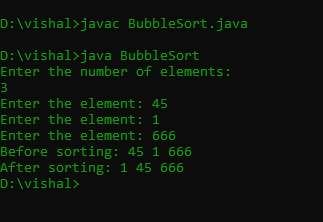 D:\vishal>javac BubbleSort.java
D:\vishal>java BubbleSort
Enter the number of elements:
3
Enter the element: 45
Enter the element: 1
Enter the element: 666
Before sorting: 45 1 666
After sorting: 1 45 666
D:\vishal>